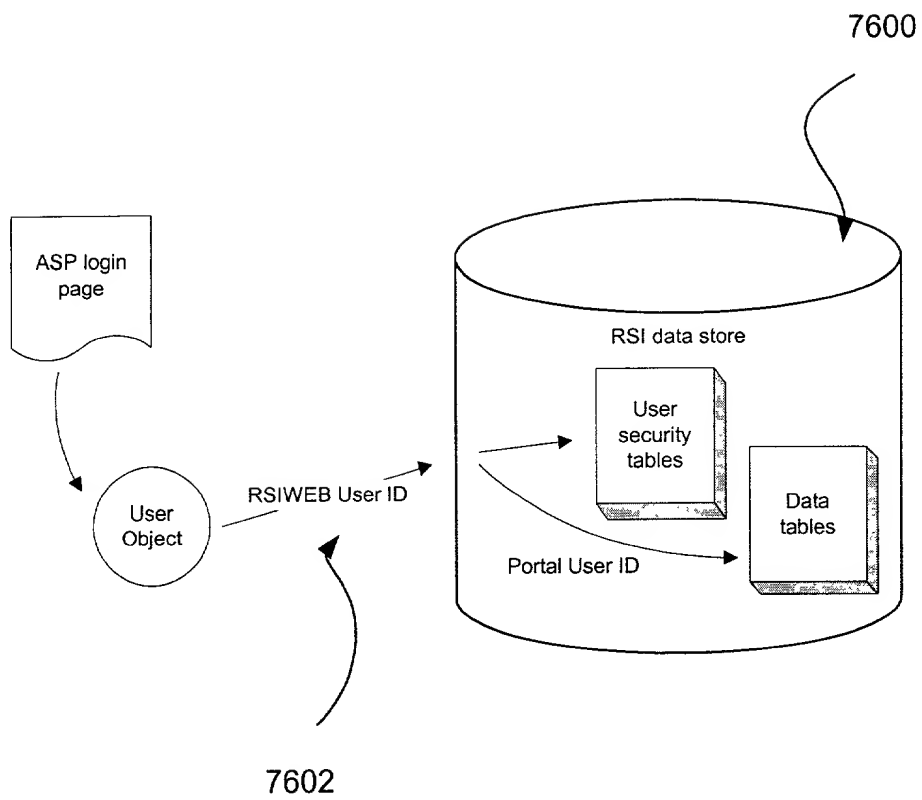 7600
ASP login
page
RSI data store
User
security
tables
RSIWEB User ID
User
Object
Data
tables
Portal User ID
7602